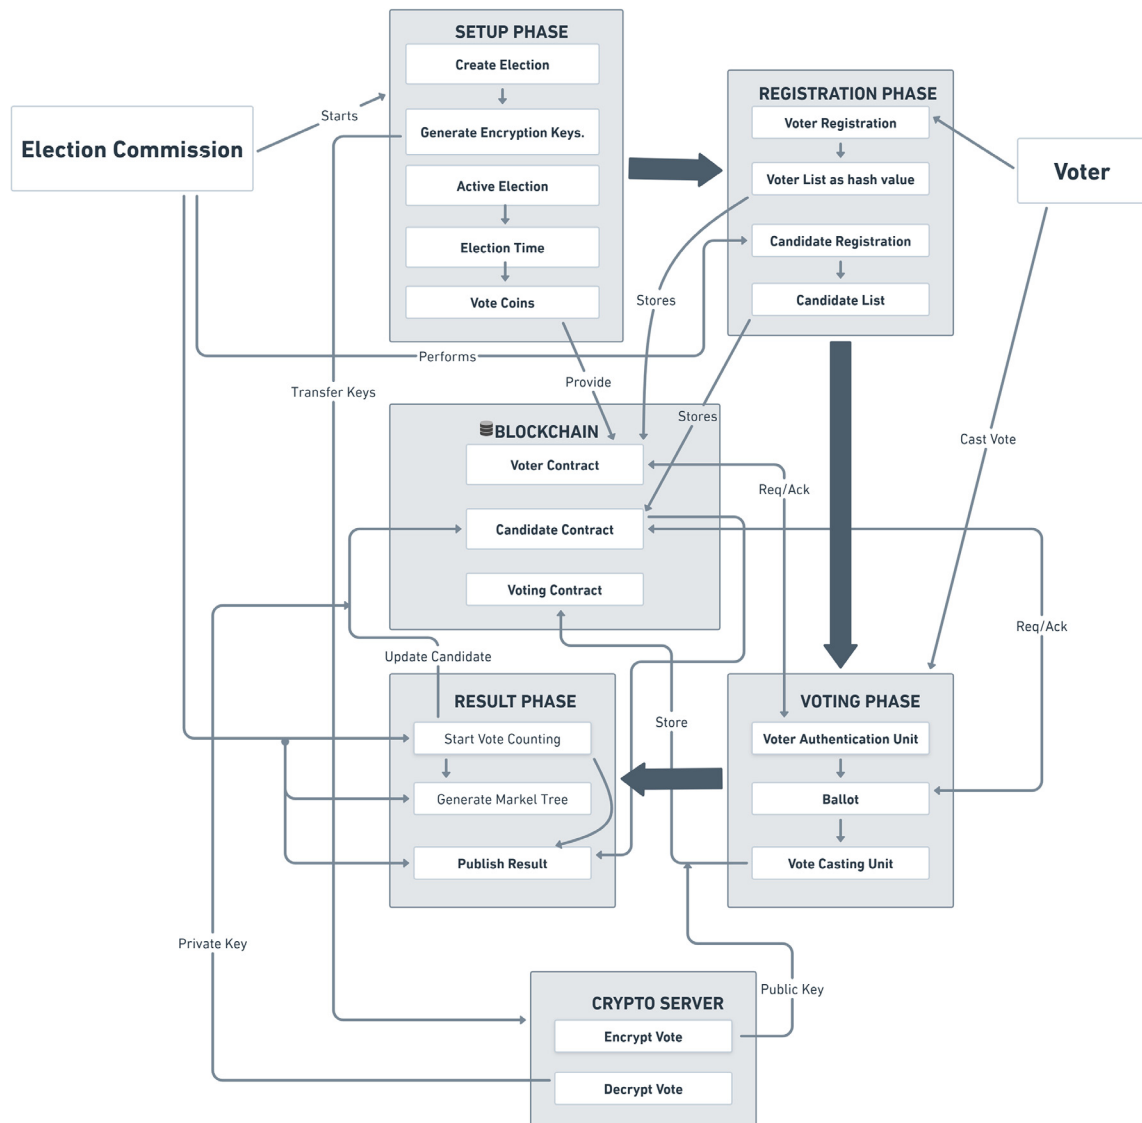 SETUP PHASE
Create Election
Generate Encryption Keys.
Active Election
Election Time
Vote Coins
Election Commission
Starts
REGISTRATION PHASE
Voter Registration
Voter List as hash value
Candidate Registration
Candidate List
Voter
Stores
Performs
Provide
Transfer Keys
Stores
Cast Vote
BLOCKCHAIN
Voter Contract
Candidate Contract
Voting Contract
Req/Ack
Req/Ack
Update Candidate
RESULT PHASE
Start Vote Counting
Generate Markel Tree
Publish Result
Store
VOTING PHASE
Voter Authentication Unit
Ballot
Vote Casting Unit
Private Key
Public Key
CRYPTO SERVER
Encrypt Vote
Decrypt Vote